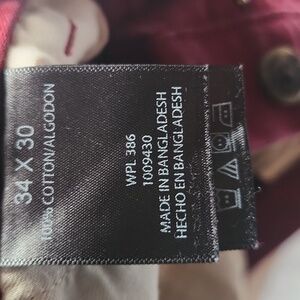 34 X 30
100% COTTON/ALGODON
WPL 386
1009430
MADE IN BANGLADESH
HECHO EN BANGLADESH